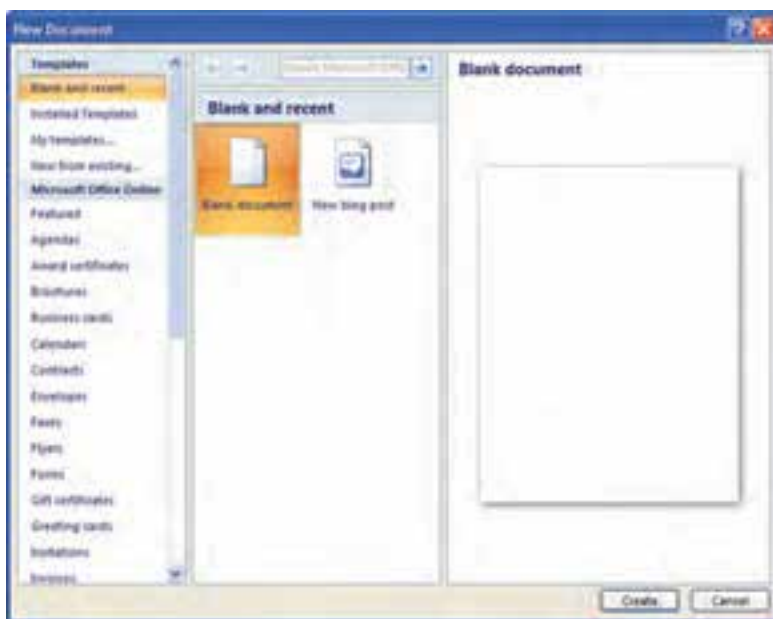 New Document
Templates
Blank and recent
Installed Templates
My templates...
New from existing...
Microsoft Office Online
Featured
Agendas
Award certificates
Brochures
Business cards
Calendars
Contracts
Envelopes
Faxes
Flyers
Forms
Gift certificates
Greeting cards
Invitations
Invoices
Blank and recent
Blank document
New blog post
Blank document
Create
Cancel